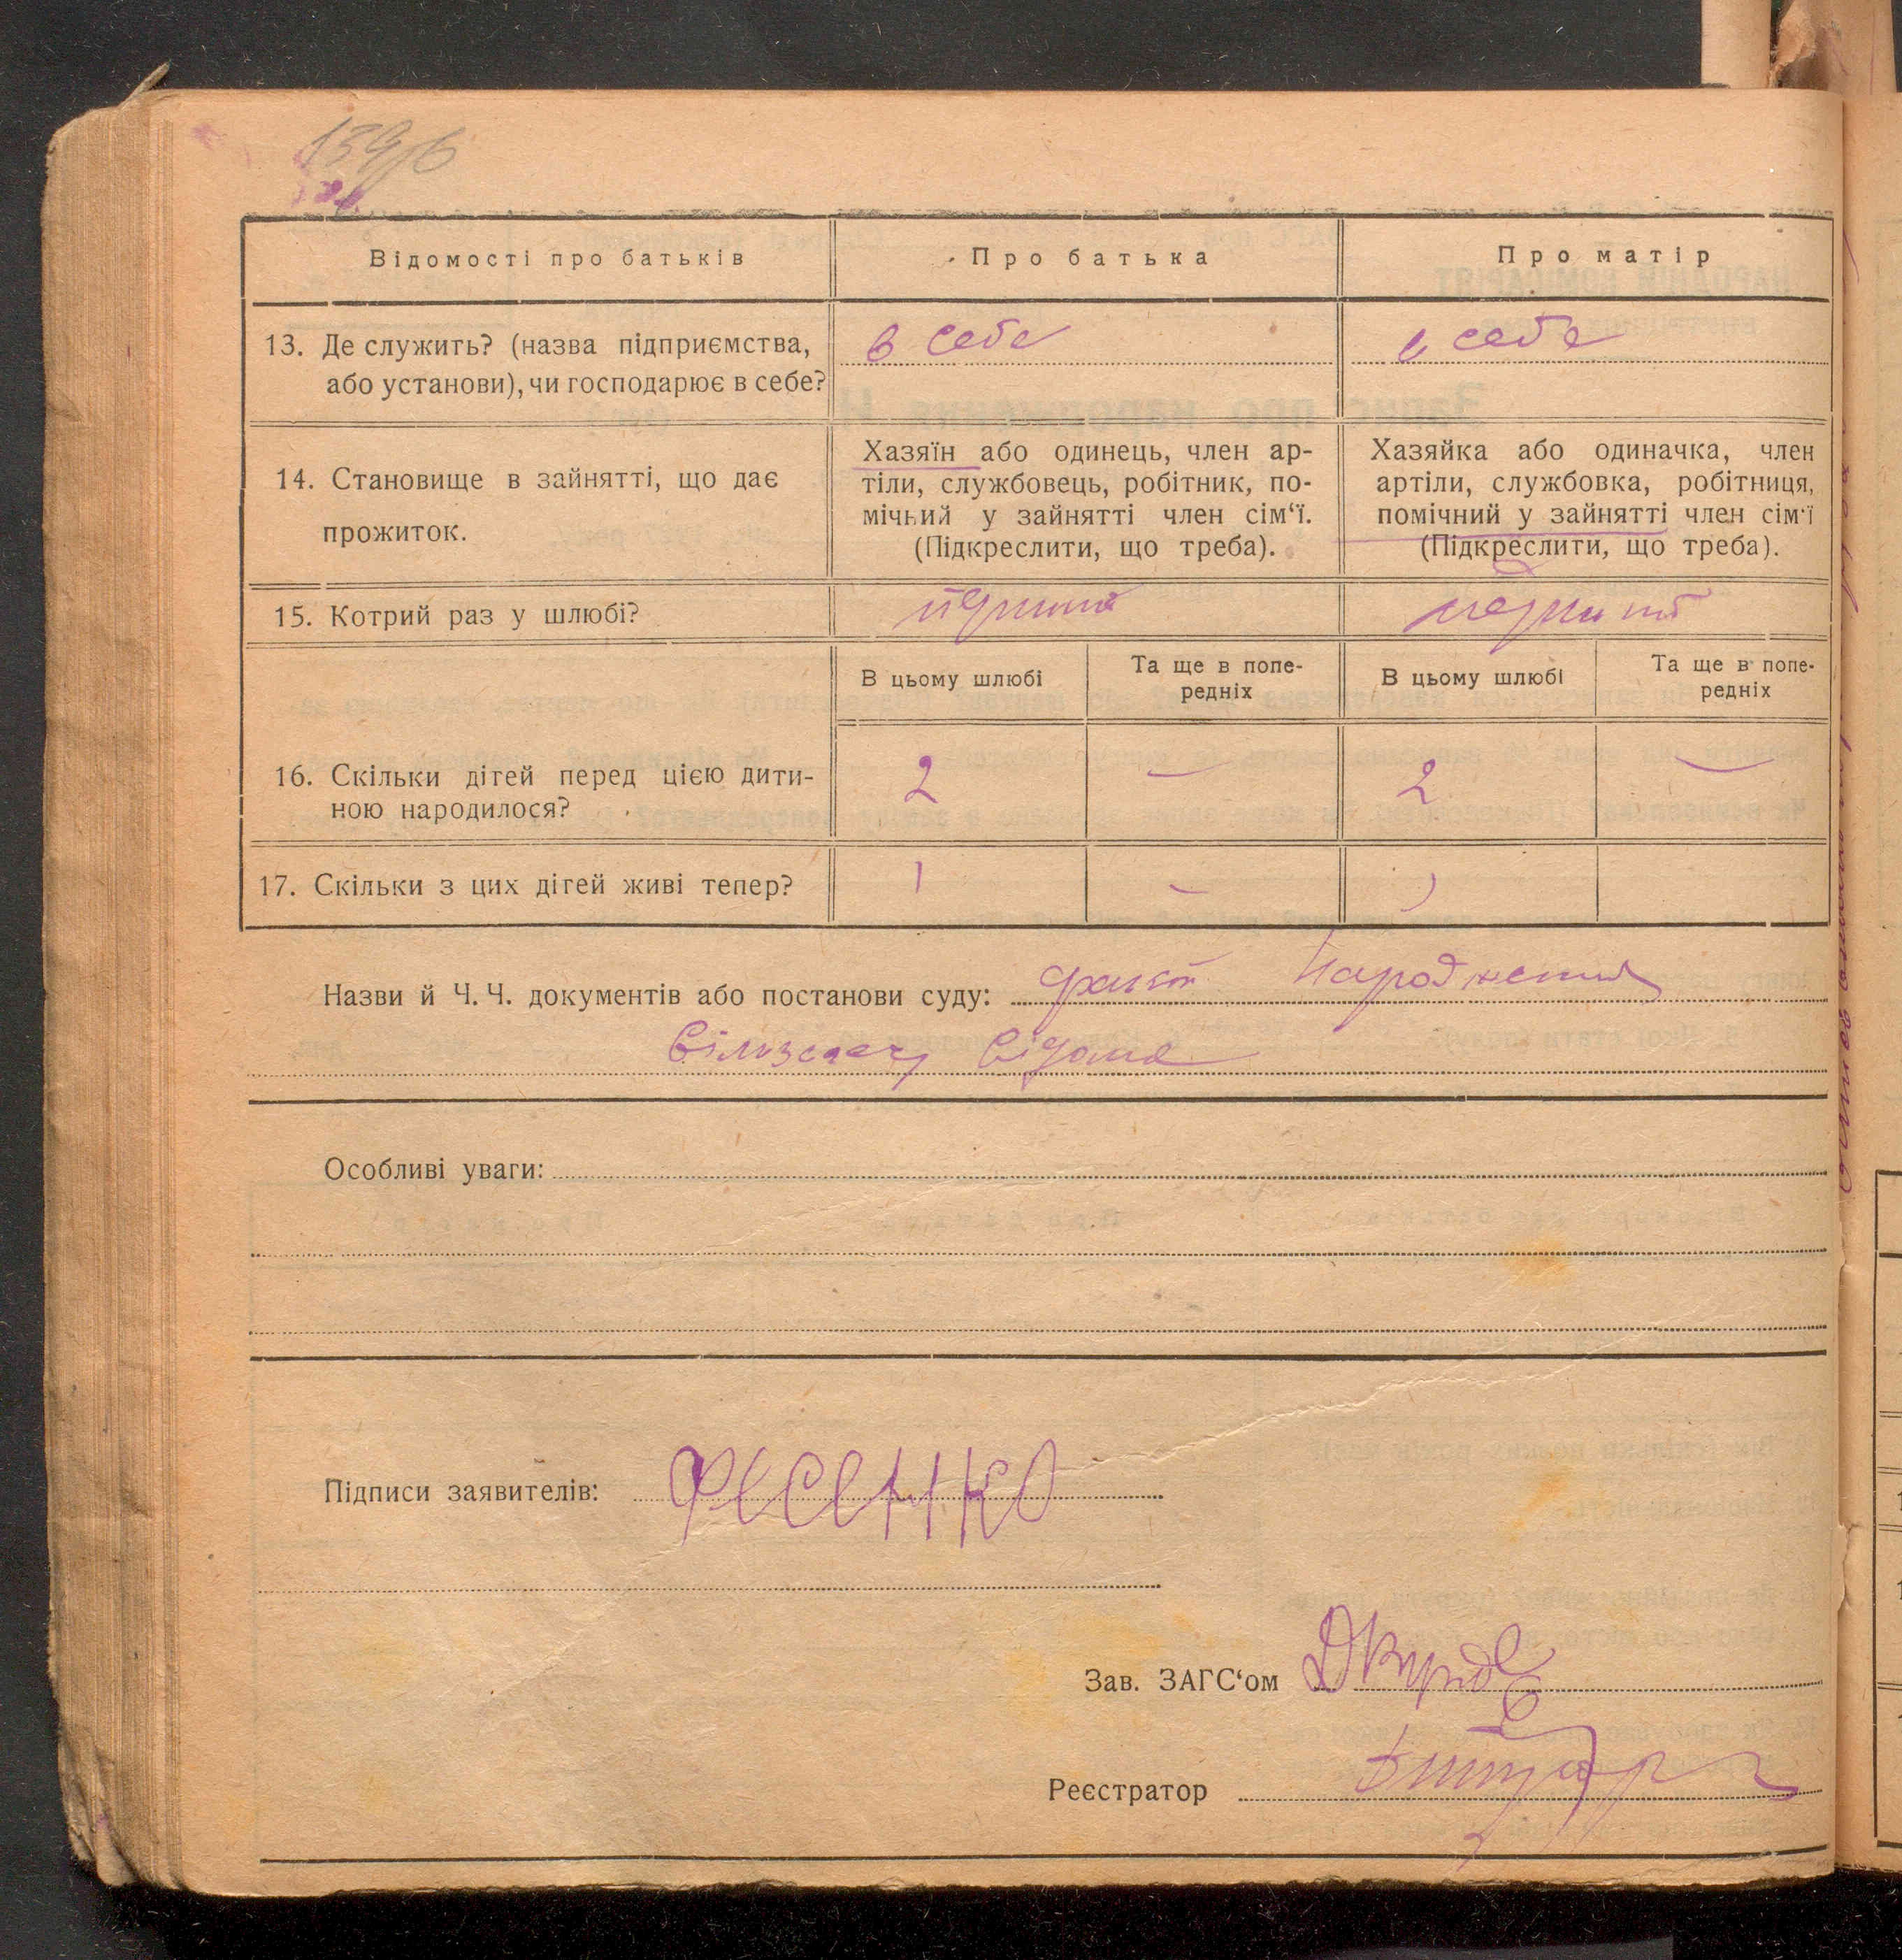 139 б
Відомості про батьків
Про батька
Про матір
13. Де служить? (назва підприємства,
або установи), чи господарює в себе?
в себе
в себе
14. Становище в зайнятті, що дає
прожиток.
Хазяїн або одинець, член ар-
тіли, службовець, робітник, по-
мічний у зайнятті член сім‘ї.
(Підкреслити, що треба).
Хазяйка або одиначка, член
артіли, службовка, робітниця,
помічний у зайнятті член сім‘ї
(Підкреслити, що треба).
15. Котрий раз у шлюбі?
В цьому шлюбі
Та ще в попе-
редніх
В цьому шлюбі
Та ще в попе-
редніх
16. Скільки дітей перед цією дити-
ною народилося?
2 — 2 —
17. Скільки з цих дітей живі тепер?
1 — 1
Назви й Ч. Ч. документів або постанови суду: факт народження
відома
Особливі уваги:
Підписи заявителів: Фесенко
Зав. ЗАГС‘ом
Реєстратор